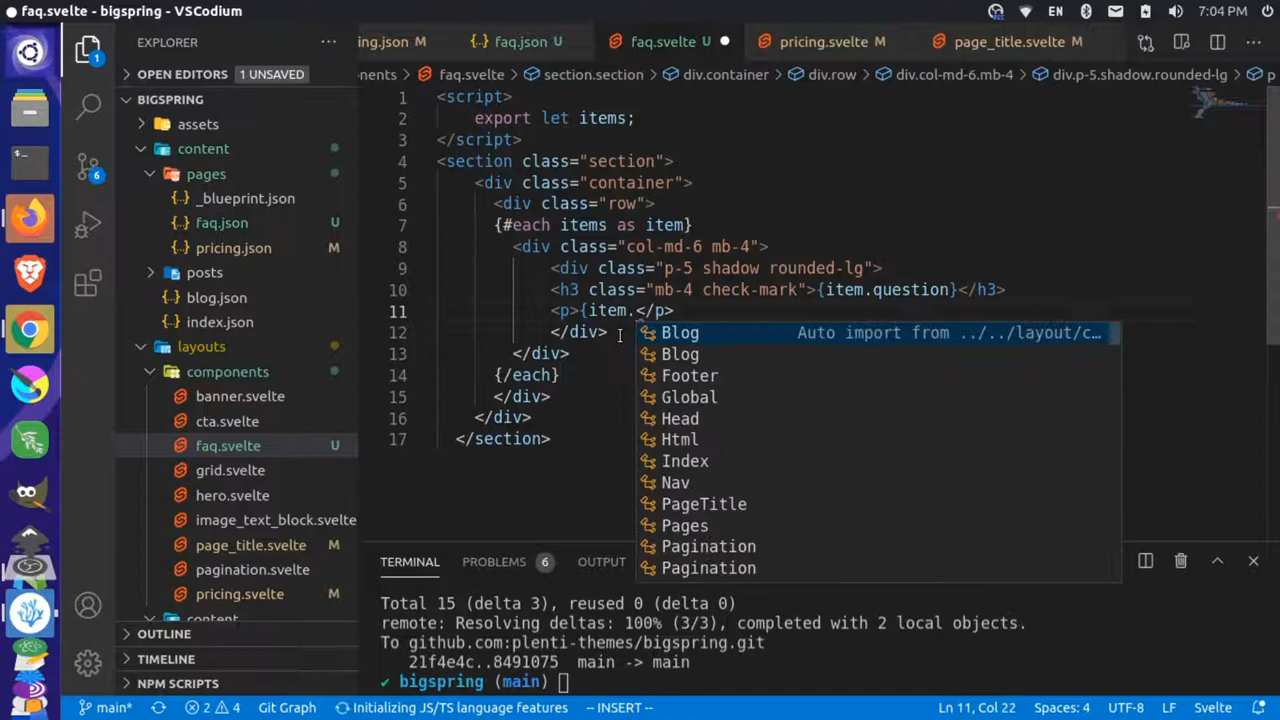 faq.svelte - bigspring - VSCodium
EN
7:04 PM
EXPLORER
ing.json M
faq.json U
faq.svelte U
pricing.svelte M
page_title.svelte M
OPEN EDITORS 1 UNSAVED
onents > faq.svelte > section.section > div.container > div.row > div.col-md-6.mb-4 > div.p-5.shadow.rounded-lg > p
BIGSPRING
assets
content
pages
_blueprint.json
faq.json U
pricing.json M
posts
blog.json
index.json
layouts
components
banner.svelte
cta.svelte
faq.svelte U
grid.svelte
hero.svelte
image_text_block.svelte
page_title.svelte M
pagination.svelte
pricing.svelte M
content
OUTLINE
TIMELINE
NPM SCRIPTS
1
6
1 <script>
2 export let items;
3 </script>
4 <section class="section">
5 <div class="container">
6 <div class="row">
7 {#each items as item}
8 <div class="col-md-6 mb-4">
9 <div class="p-5 shadow rounded-lg">
10 <h3 class="mb-4 check-mark">{item.question}</h3>
11 <p>{item.</p>
12 </div>
13 </div>
14 {/each}
15 </div>
16 </div>
17 </section>
Blog Auto import from ../../layout/c…
Blog
Footer
Global
Head
Html
Index
Nav
PageTitle
Pages
Pagination
Pagination
TERMINAL PROBLEMS 6 OUTPUT
Total 15 (delta 3), reused 0 (delta 0)
remote: Resolving deltas: 100% (3/3), completed with 2 local objects.
To github.com:plenti-themes/bigspring.git
21f4e4c..8491075 main -> main
✔ bigspring (main)
main* 2 4 Git Graph Initializing JS/TS language features -- INSERT -- Ln 11, Col 22 Spaces: 4 UTF-8 LF Svelte